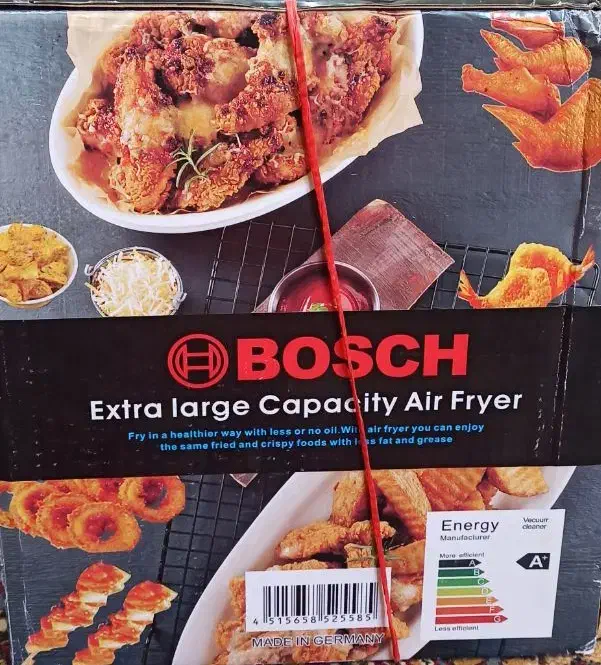 BOSCH
Extra large Capacity Air Fryer
Fry in a healthier way with less or no oil.With air fryer you can enjoy
the same fried and crispy foods with less fat and grease
Energy
Vacuum
cleaner
Manufacturer
More efficient
A
B
C
D
E
F
G
A+
Less efficient
4 515658 525585
MADE IN GERMANY